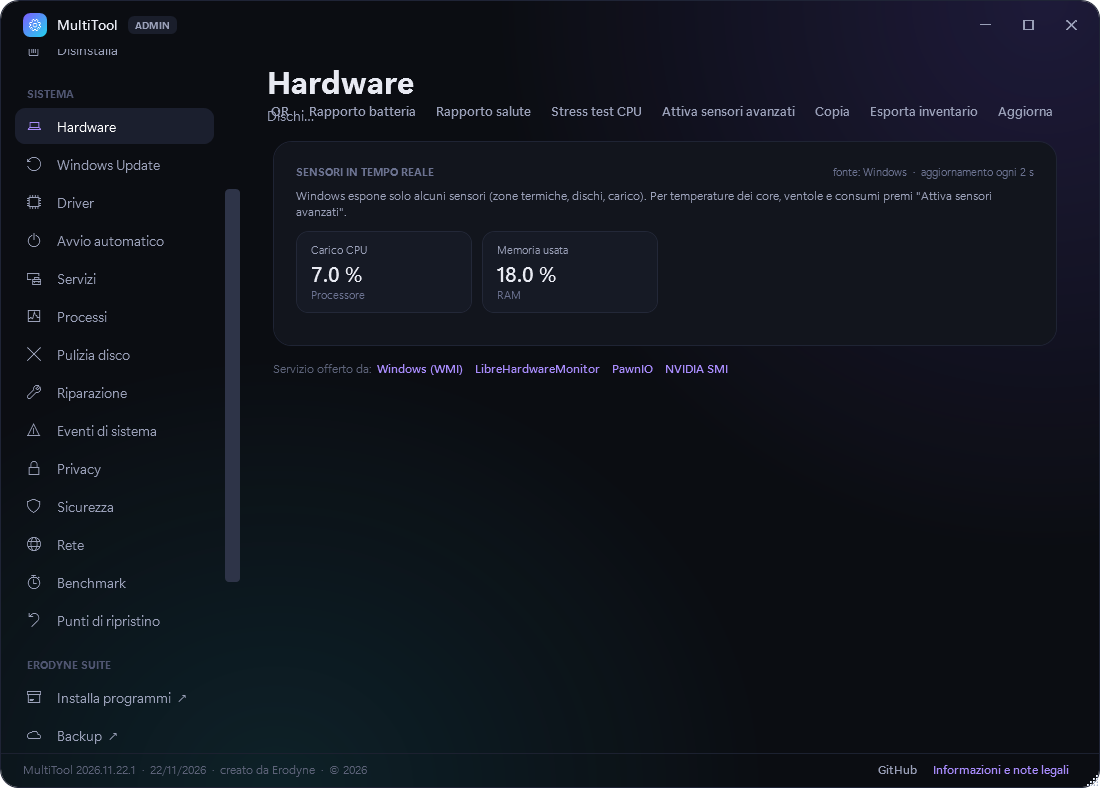 MultiTool ADMIN
Disinstalla
SISTEMA
Hardware
Windows Update
Driver
Avvio automatico
Servizi
Processi
Pulizia disco
Riparazione
Eventi di sistema
Privacy
Sicurezza
Rete
Benchmark
Punti di ripristino
ERODYNE SUITE
Installa programmi ↗
Backup ↗
Hardware
Dischi...
QR Rapporto batteria Rapporto salute Stress test CPU Attiva sensori avanzati Copia Esporta inventario Aggiorna
SENSORI IN TEMPO REALE fonte: Windows · aggiornamento ogni 2 s
Windows espone solo alcuni sensori (zone termiche, dischi, carico). Per temperature dei core, ventole e consumi premi "Attiva sensori
avanzati".
Carico CPU
7.0 %
Processore
Memoria usata
18.0 %
RAM
Servizio offerto da: Windows (WMI) LibreHardwareMonitor PawnIO NVIDIA SMI
MultiTool 2026.11.22.1 · 22/11/2026 · creato da Erodyne · © 2026 GitHub Informazioni e note legali